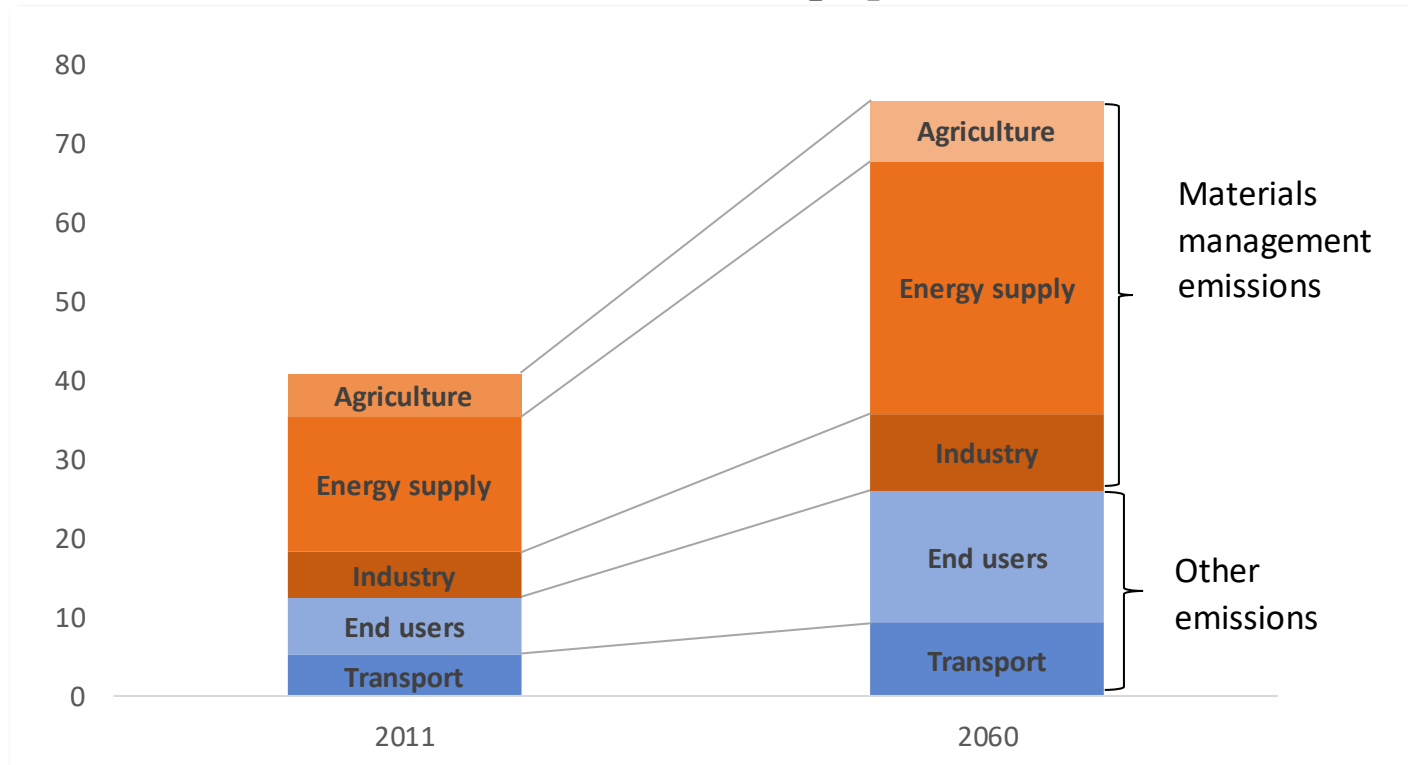 80
70
60
50
40
30
20
10
0
Agriculture
Energy supply
Industry
End users
Transport
2011
Agriculture
Energy supply
Industry
End users
Transport
2060
Materials
management
emissions
Other
emissions